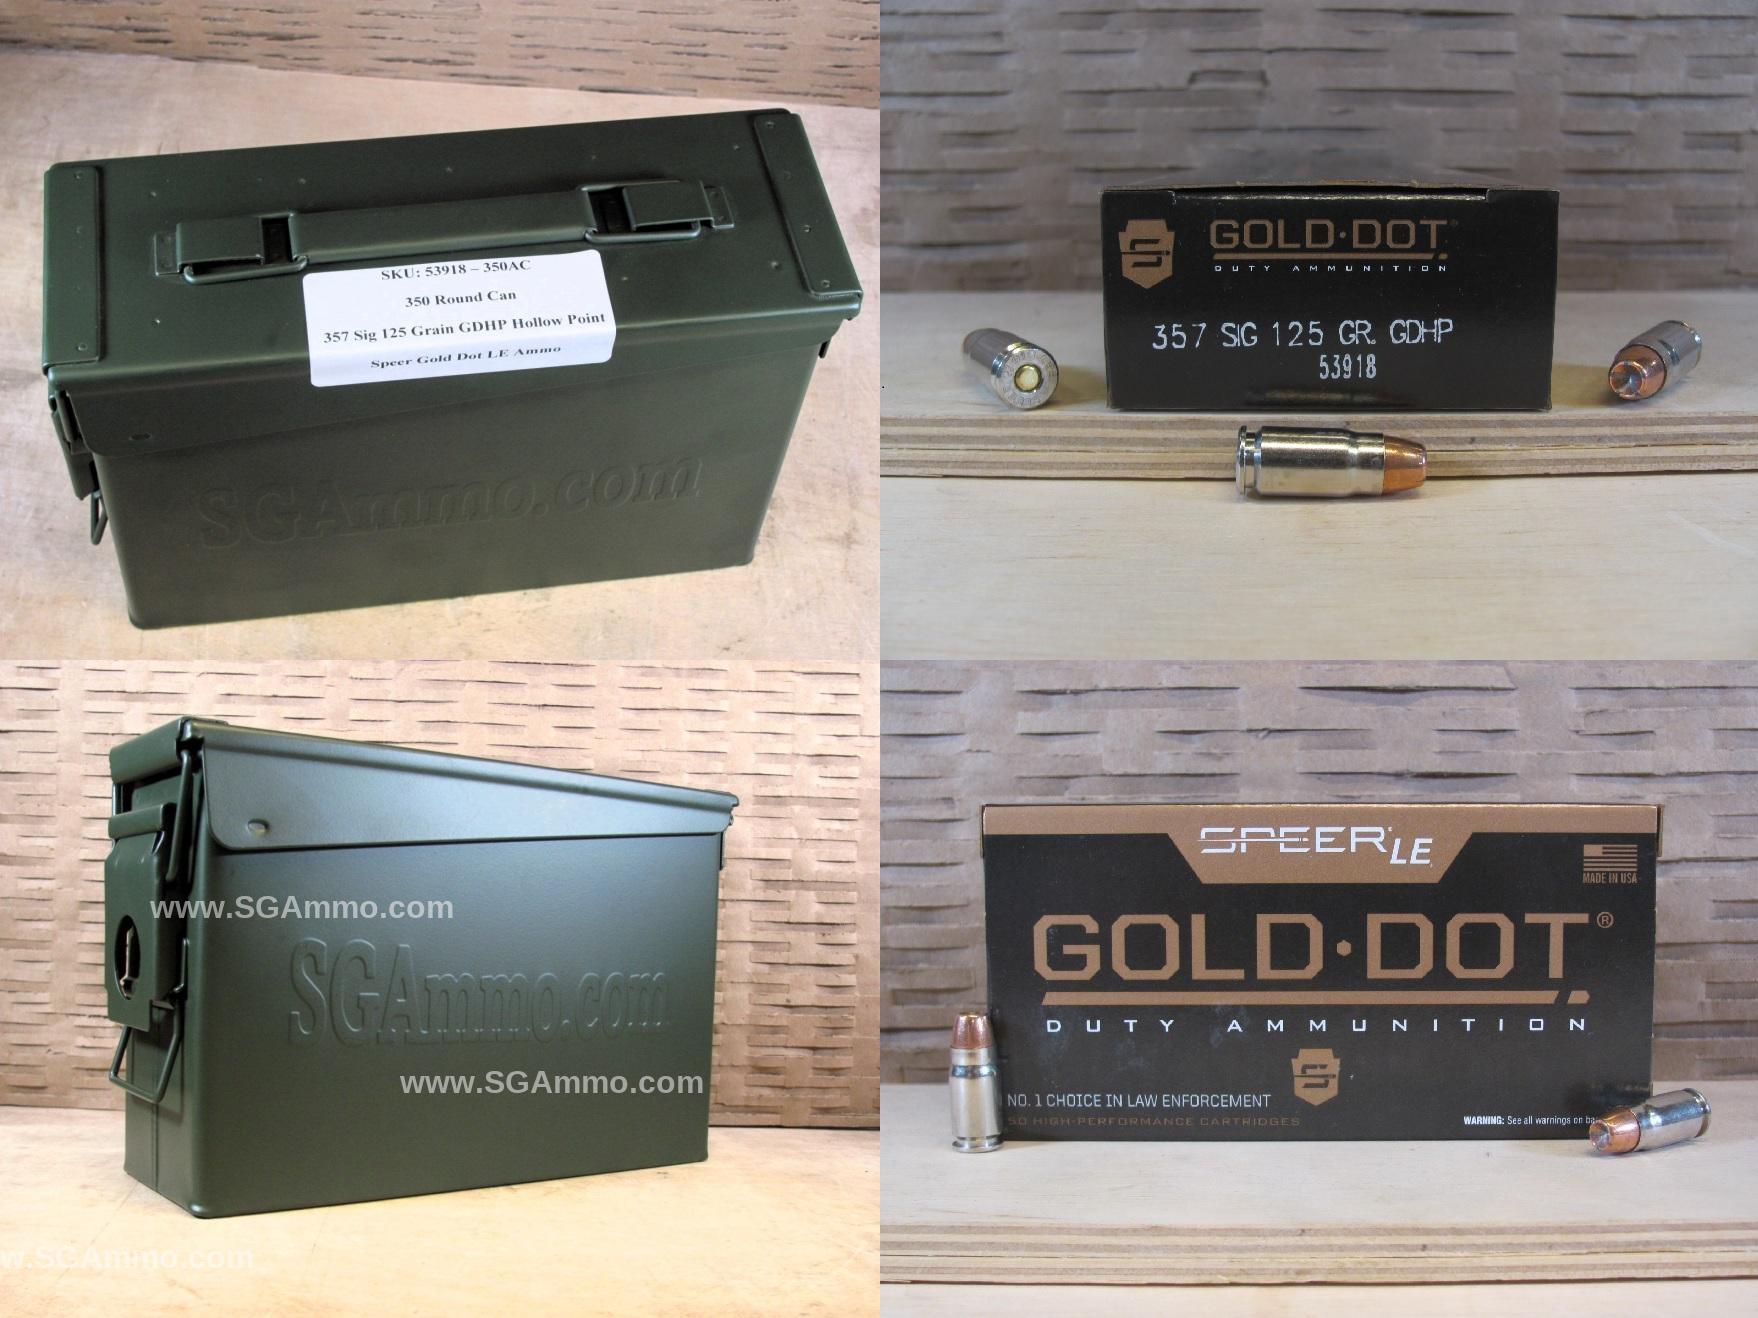 SKU: 53918 – 350AC
350 Round Can
357 Sig 125 Grain GDHP Hollow Point
Speer Gold Dot LE Ammo
SGAmmo.com
GOLD·DOT
DUTY AMMUNITION
357 SIG 125 GR. GDHP
53918
www.SGAmmo.com
SGAmmo.com
www.SGAmmo.com
w.SGAmmo.com
SPEER LE
MADE IN USA
GOLD·DOT®
DUTY AMMUNITION
NO. 1 CHOICE IN LAW ENFORCEMENT
50 HIGH-PERFORMANCE CARTRIDGES
WARNING: See all warnings on ba